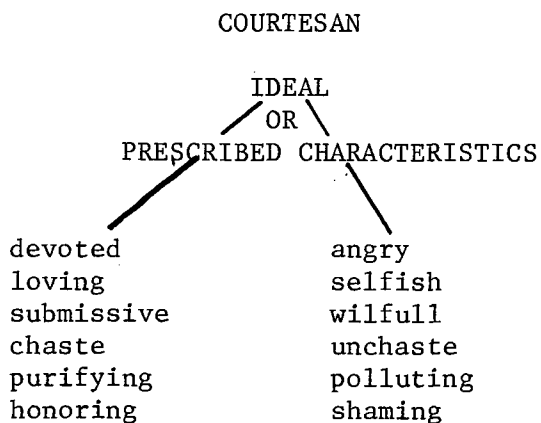 COURTESAN
IDEAL
OR
PRESCRIBED CHARACTERISTICS
devoted angry
loving selfish
submissive wilfull
chaste unchaste
purifying polluting
honoring shaming